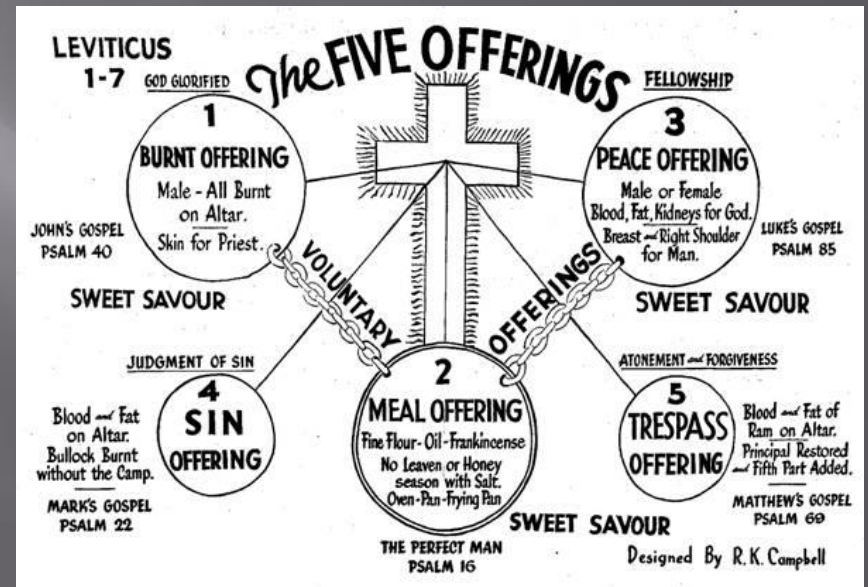 LEVITICUS
1-7
The FIVE OFFERINGS
GOD GLORIFIED
1
BURNT OFFERING
Male - All Burnt
on Altar.
Skin for Priest.
JOHN'S GOSPEL
PSALM 40
SWEET SAVOUR
FELLOWSHIP
3
PEACE OFFERING
Male or Female
Blood, Fat, Kidneys for God.
Breast and Right Shoulder
for Man.
LUKE'S GOSPEL
PSALM 85
SWEET SAVOUR
VOLUNTARY
OFFERINGS
JUDGMENT OF SIN
4
SIN
OFFERING
Blood and Fat
on Altar.
Bullock Burnt
without the Camp.
MARK'S GOSPEL
PSALM 22
2
MEAL OFFERING
Fine Flour - Oil - Frankincense
No Leaven or Honey
season with Salt.
Oven - Pan - Frying Pan
SWEET SAVOUR
THE PERFECT MAN
PSALM 16
ATONEMENT and FORGIVENESS
5
TRESPASS
OFFERING
Blood and Fat of
Ram on Altar.
Principal Restored
and Fifth Part Added.
MATTHEW'S GOSPEL
PSALM 69
Designed By R.K. Campbell